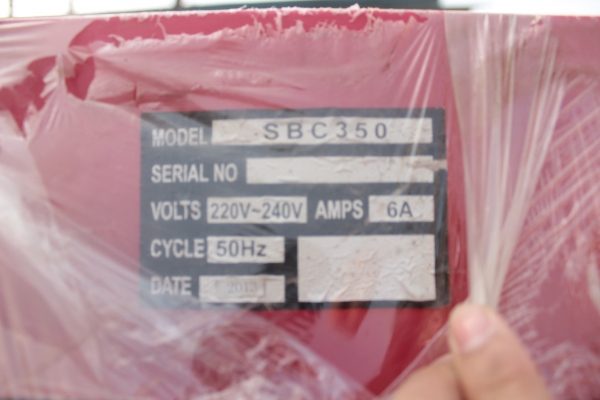 MODEL SBC350
SERIAL NO
VOLTS 220V~240V AMPS 6A
CYCLE 50Hz
DATE